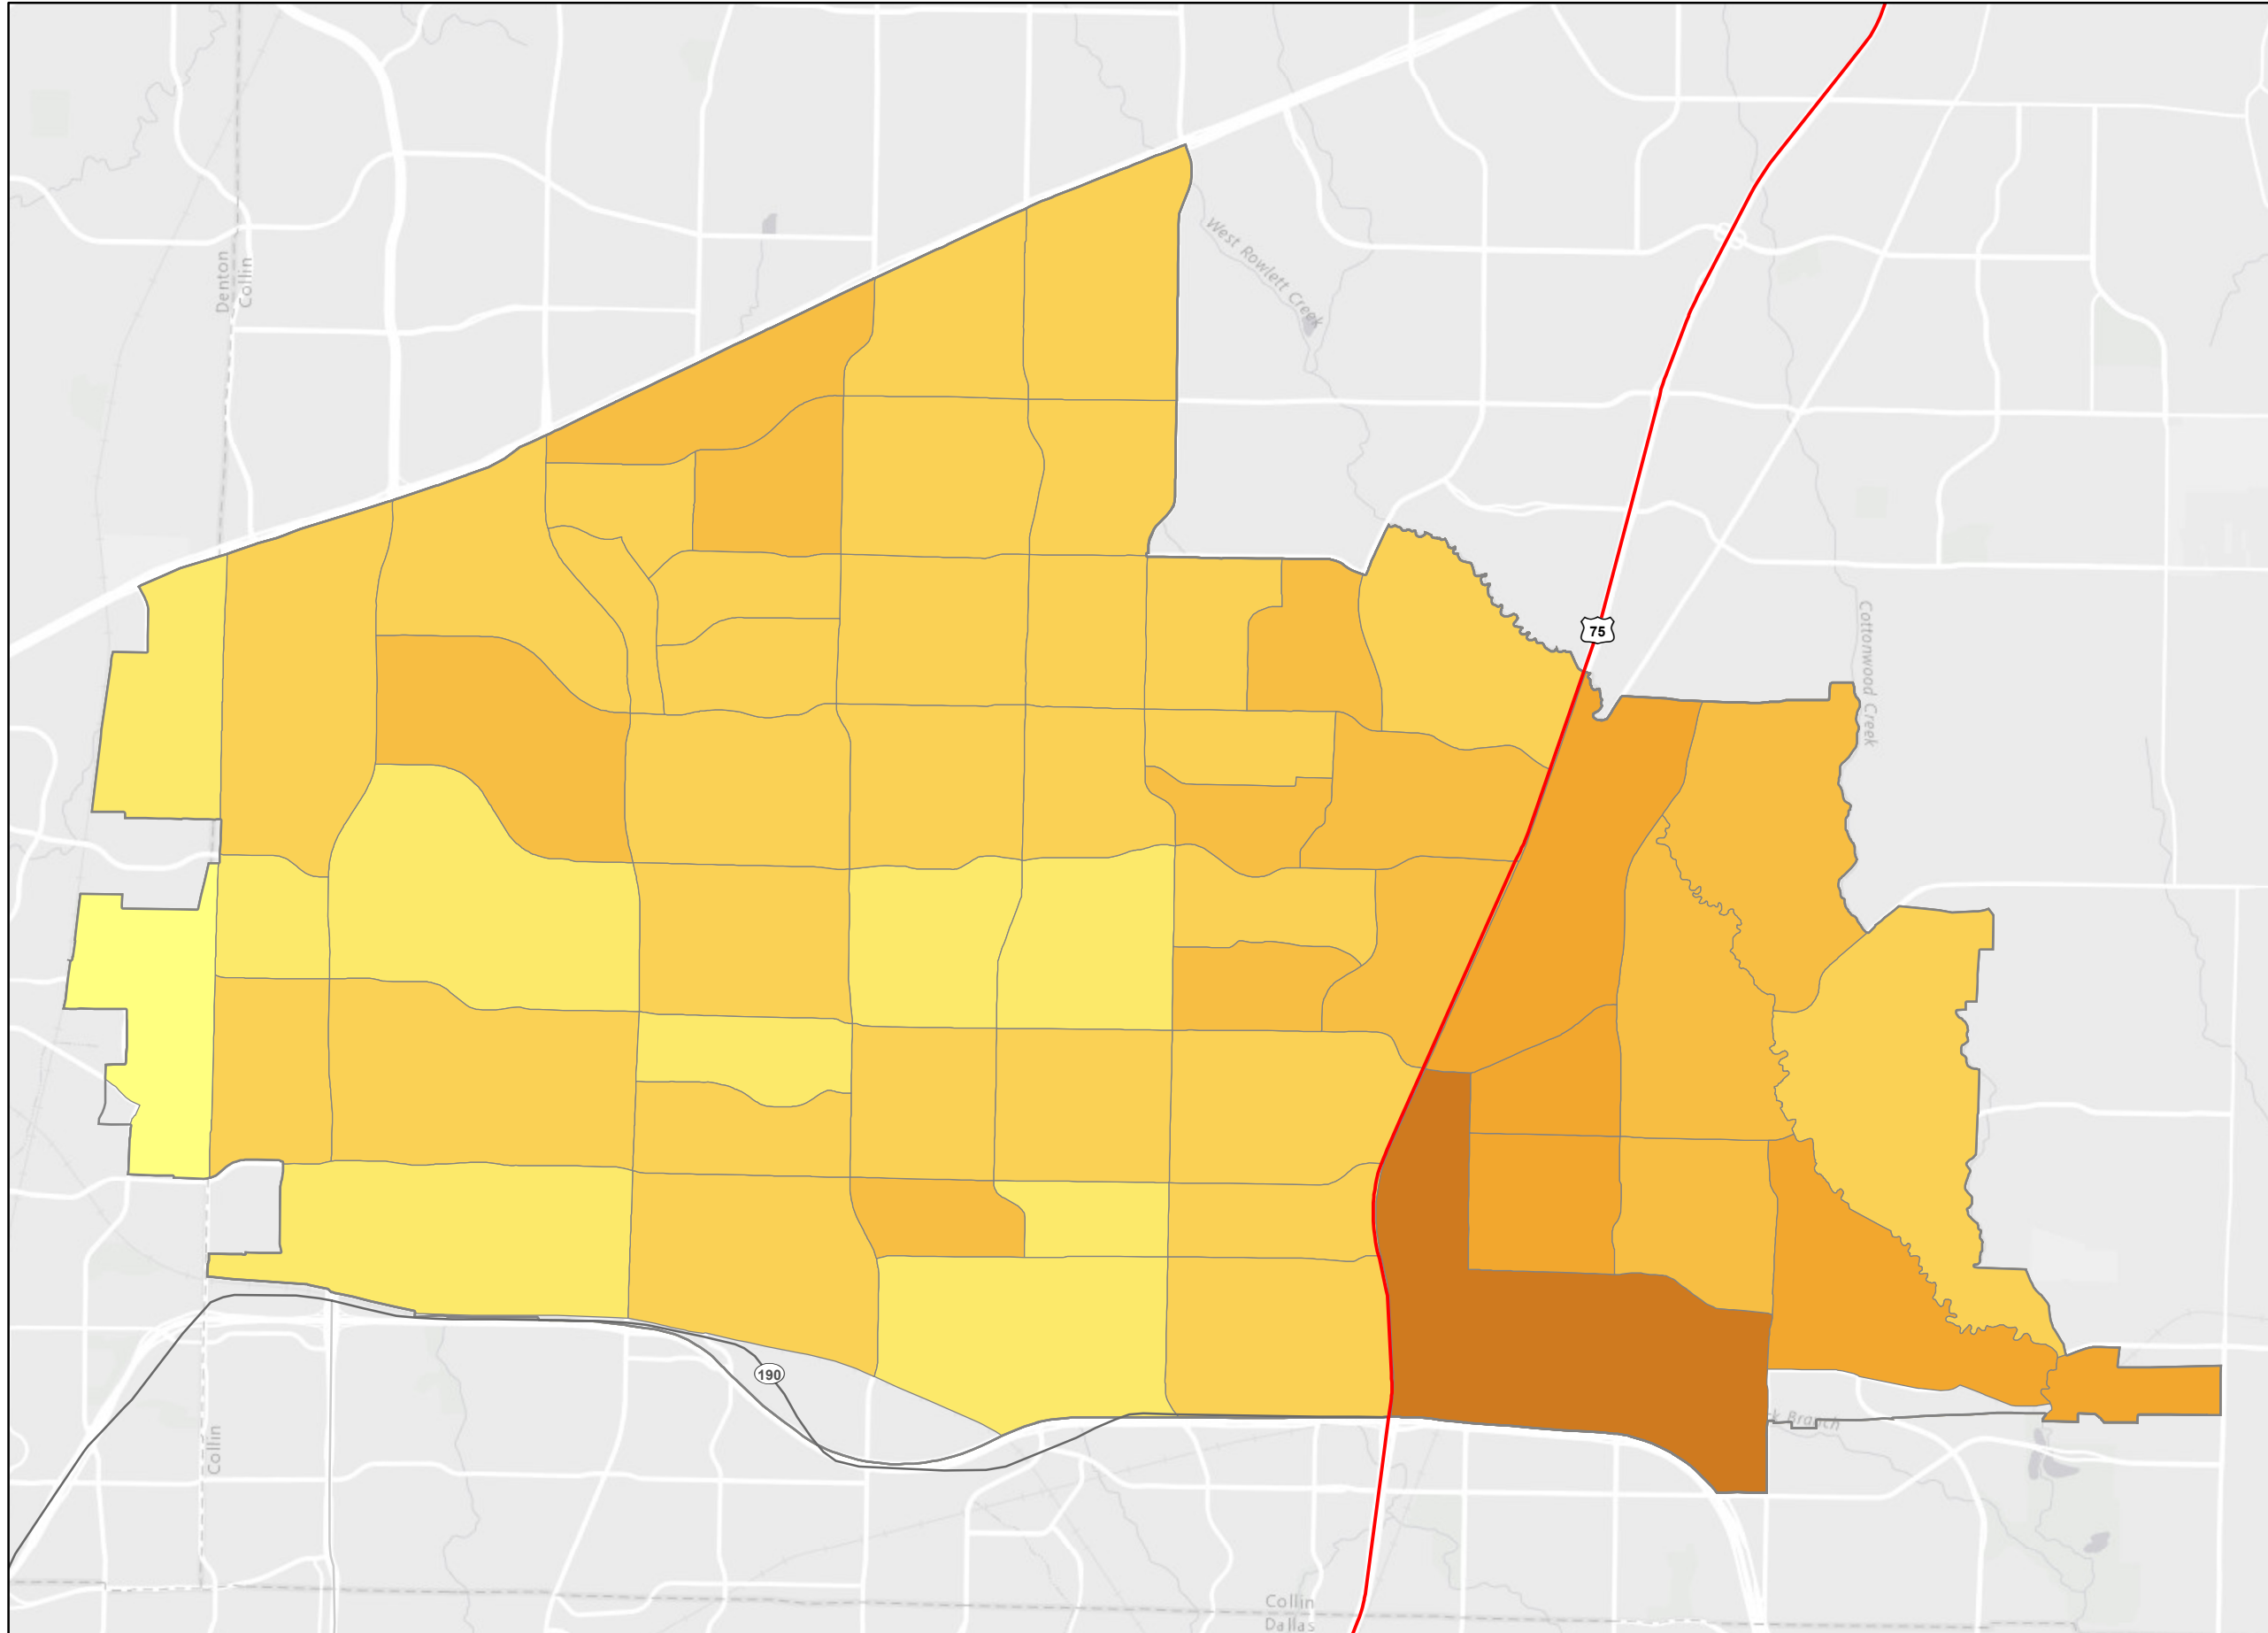 West Rowlett Creek
Denton
Collin
75
Cottonwood Creek
190
k Branch
Collin
Collin
Dallas